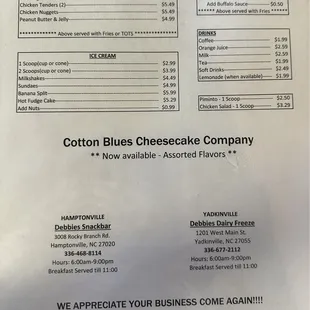 Chicken Tenders (2) $5.49
Chicken Nuggets $5.49
Peanut Butter & Jelly $4.99
************** Above served with Fries or TOTS **************
ICE CREAM
1 Scoop(cup or cone) $2.99
2 Scoops(cup or cone) $3.99
Milkshakes $4.49
Sundaes $4.99
Banana Split $5.99
Hot Fudge Cake $5.29
Add Nuts $0.99
Add Buffalo Sauce $0.50
******* Above served with Fries *******
DRINKS
Coffee $1.99
Orange Juice $2.59
Milk $2.59
Tea $1.99
Soft Drinks $2.49
Lemonade (when available) $1.99
Piminto - 1 Scoop $2.50
Chicken Salad - 1 Scoop $3.29
Cotton Blues Cheesecake Company
** Now available - Assorted Flavors **
HAMPTONVILLE
Debbies Snackbar
3008 Rocky Branch Rd.
Hamptonville, NC 27020
336-468-8114
Hours: 6:00am-9:00pm
Breakfast Served till 11:00
YADKINVILLE
Debbies Dairy Freeze
1201 West Main St.
Yadkinville, NC 27055
336-677-2112
Hours: 6:00am-9:00pm
Breakfast Served till 11:00
WE APPRECIATE YOUR BUSINESS COME AGAIN!!!!